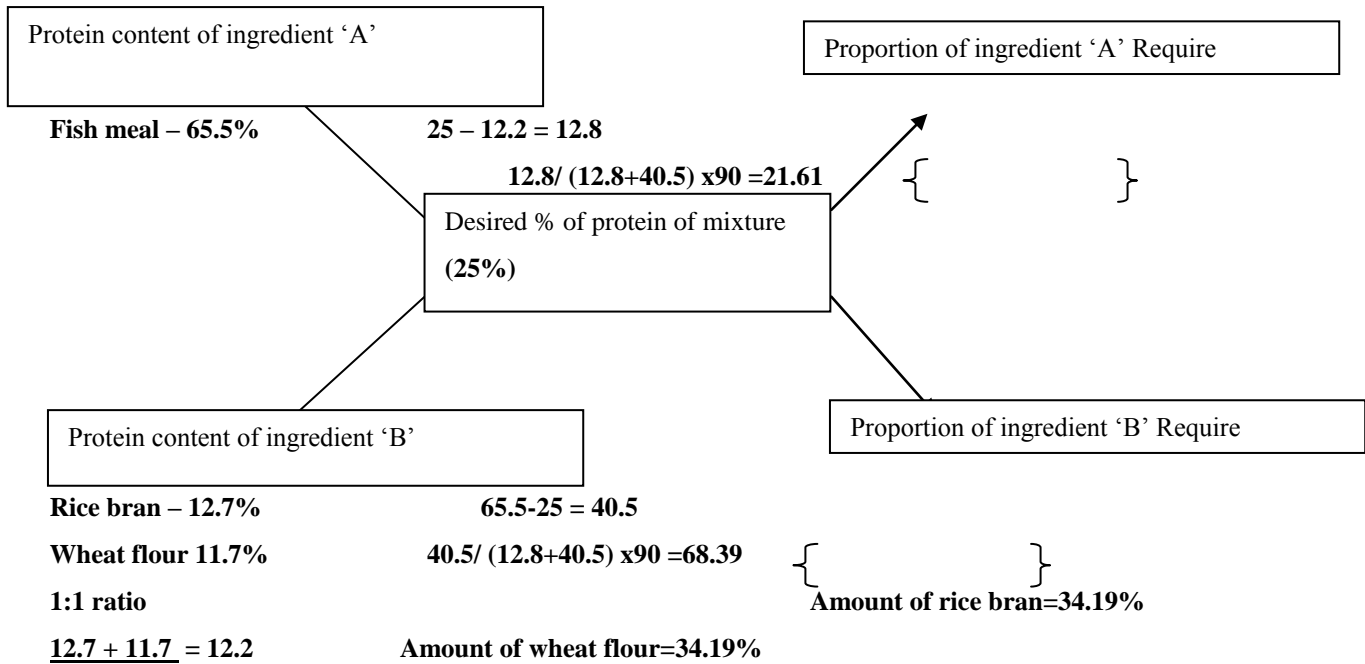 Protein content of ingredient ‘A’
Proportion of ingredient ‘A’ Require
Fish meal – 65.5%
25 – 12.2 = 12.8
12.8/ (12.8+40.5) x90 =21.61 { }
Desired % of protein of mixture
(25%)
Protein content of ingredient ‘B’
Proportion of ingredient ‘B’ Require
Rice bran – 12.7%
65.5-25 = 40.5
Wheat flour 11.7%
40.5/ (12.8+40.5) x90 =68.39 { }
1:1 ratio
Amount of rice bran=34.19%
12.7 + 11.7 = 12.2
Amount of wheat flour=34.19%